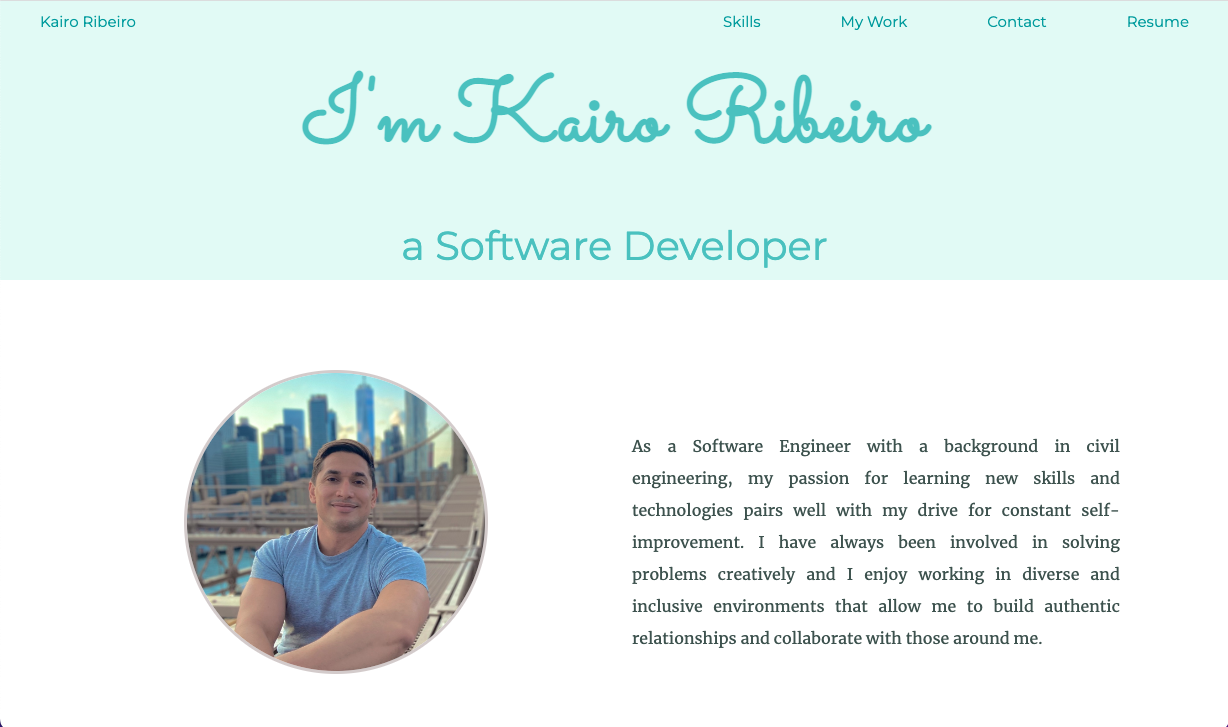 Kairo Ribeiro Skills My Work Contact Resume
I'm Kairo Ribeiro
a Software Developer
As a Software Engineer with a background in civil
engineering, my passion for learning new skills and
technologies pairs well with my drive for constant self-
improvement. I have always been involved in solving
problems creatively and I enjoy working in diverse and
inclusive environments that allow me to build authentic
relationships and collaborate with those around me.